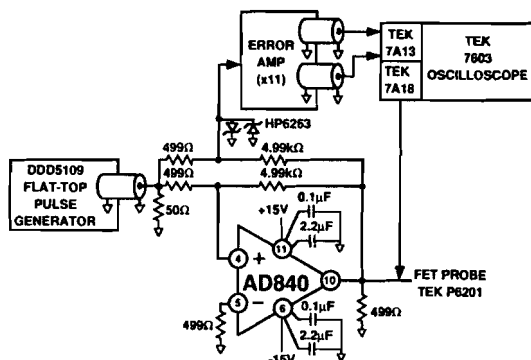 ERROR
AMP
(x11)
TEK
7A13
TEK
7A18
TEK
7603
OSCILLOSCOPE
HP6263
499Ω
4.99kΩ
DDD5109
FLAT-TOP
PULSE
GENERATOR
499Ω
4.99kΩ
50Ω
+15V
0.1µF
2.2µF
4
+
11
AD840
10
5
−
6
499Ω
0.1µF
2.2µF
-15V
499Ω
FET PROBE
TEK P6201